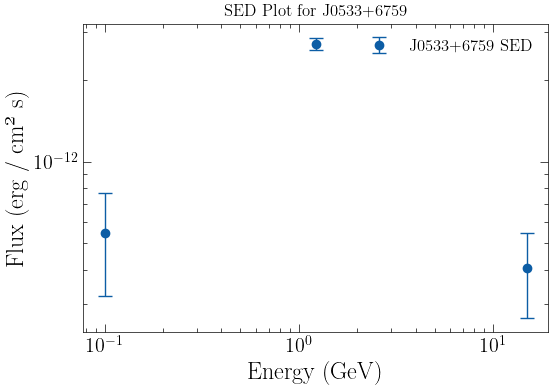 SED Plot for J0533+6759
J0533+6759 SED
Flux (erg / cm² s)
10⁻¹²
10⁻¹ 10⁰ 10¹
Energy (GeV)